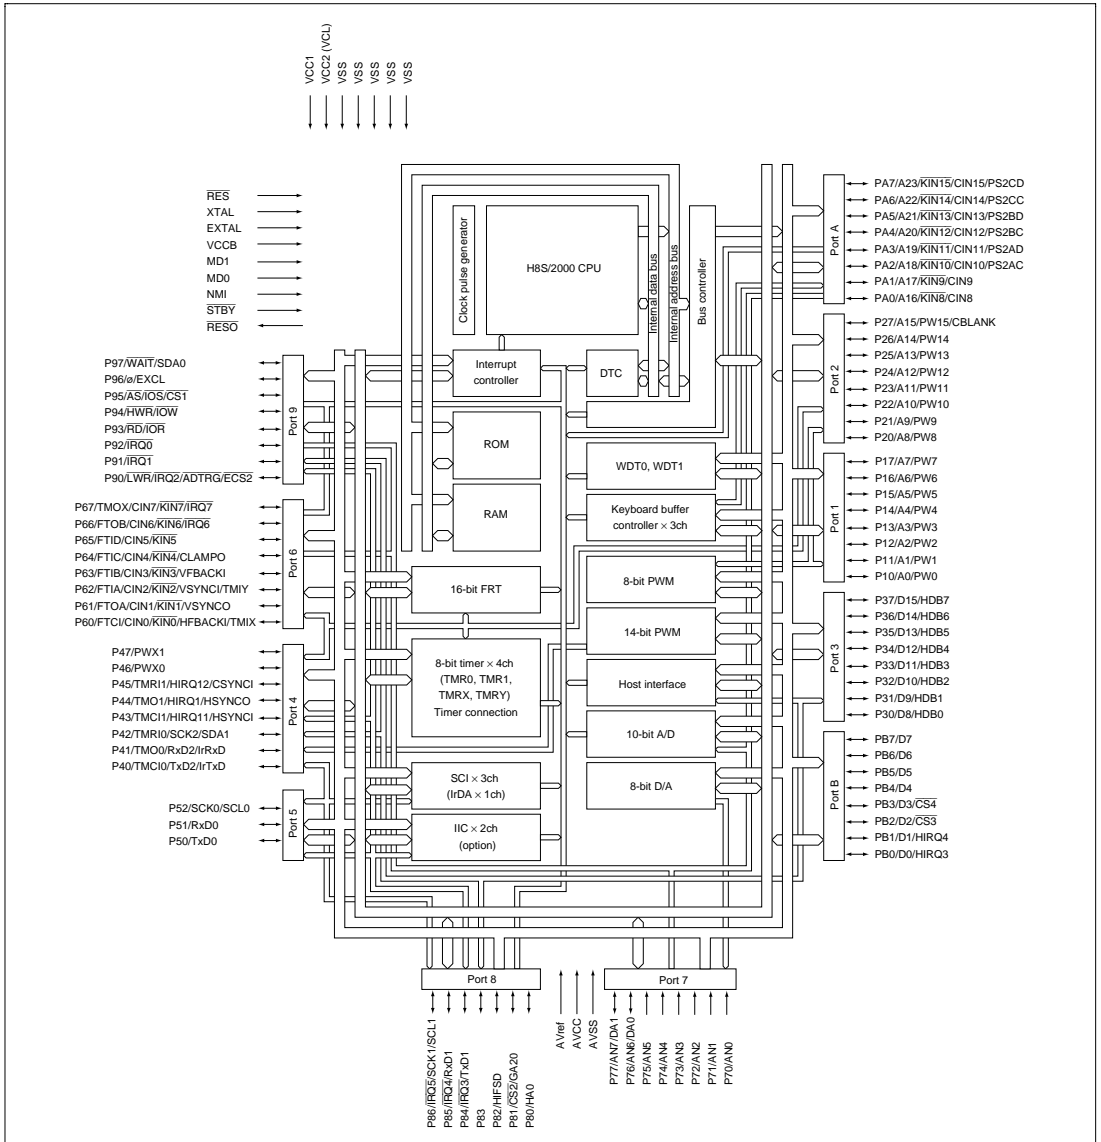 VCC1
VCC2 (VCL)
VSS
VSS
VSS
VSS
VSS
RES
XTAL
EXTAL
VCCB
MD1
MD0
NMI
STBY
RESO
Clock pulse generator
H8S/2000 CPU
Internal data bus
Internal address bus
Bus controller
Interrupt
controller
DTC
ROM
RAM
WDT0, WDT1
Keyboard buffer
controller × 3ch
16-bit FRT
8-bit PWM
14-bit PWM
8-bit timer × 4ch
(TMR0, TMR1,
TMRX, TMRY)
Timer connection
Host interface
10-bit A/D
SCI × 3ch
(IrDA × 1ch)
8-bit D/A
IIC × 2ch
(option)
Port 9
P97/WAIT/SDA0
P96/ø/EXCL
P95/AS/IOS/CS1
P94/HWR/IOW
P93/RD/IOR
P92/IRQ0
P91/IRQ1
P90/LWR/IRQ2/ADTRG/ECS2
Port 6
P67/TMOX/CIN7/KIN7/IRQ7
P66/FTOB/CIN6/KIN6/IRQ6
P65/FTID/CIN5/KIN5
P64/FTIC/CIN4/KIN4/CLAMPO
P63/FTIB/CIN3/KIN3/VFBACKI
P62/FTIA/CIN2/KIN2/VSYNCI/TMIY
P61/FTOA/CIN1/KIN1/VSYNCO
P60/FTCI/CIN0/KIN0/HFBACKI/TMIX
Port 4
P47/PWX1
P46/PWX0
P45/TMRI1/HIRQ12/CSYNCI
P44/TMO1/HIRQ1/HSYNCO
P43/TMCI1/HIRQ11/HSYNCI
P42/TMRI0/SCK2/SDA1
P41/TMO0/RxD2/IrRxD
P40/TMCI0/TxD2/IrTxD
Port 5
P52/SCK0/SCL0
P51/RxD0
P50/TxD0
Port A
PA7/A23/KIN15/CIN15/PS2CD
PA6/A22/KIN14/CIN14/PS2CC
PA5/A21/KIN13/CIN13/PS2BD
PA4/A20/KIN12/CIN12/PS2BC
PA3/A19/KIN11/CIN11/PS2AD
PA2/A18/KIN10/CIN10/PS2AC
PA1/A17/KIN9/CIN9
PA0/A16/KIN8/CIN8
Port 2
P27/A15/PW15/CBLANK
P26/A14/PW14
P25/A13/PW13
P24/A12/PW12
P23/A11/PW11
P22/A10/PW10
P21/A9/PW9
P20/A8/PW8
Port 1
P17/A7/PW7
P16/A6/PW6
P15/A5/PW5
P14/A4/PW4
P13/A3/PW3
P12/A2/PW2
P11/A1/PW1
P10/A0/PW0
Port 3
P37/D15/HDB7
P36/D14/HDB6
P35/D13/HDB5
P34/D12/HDB4
P33/D11/HDB3
P32/D10/HDB2
P31/D9/HDB1
P30/D8/HDB0
Port B
PB7/D7
PB6/D6
PB5/D5
PB4/D4
PB3/D3/CS4
PB2/D2/CS3
PB1/D1/HIRQ4
PB0/D0/HIRQ3
Port 8
P86/IRQ5/SCK1/SCL1
P85/IRQ4/RxD1
P84/IRQ3/TxD1
P83
P82/HIFSD
P81/CS2/GA20
P80/HA0
AVref
AVCC
AVSS
Port 7
P77/AN7/DA1
P76/AN6/DA0
P75/AN5
P74/AN4
P73/AN3
P72/AN2
P71/AN1
P70/AN0